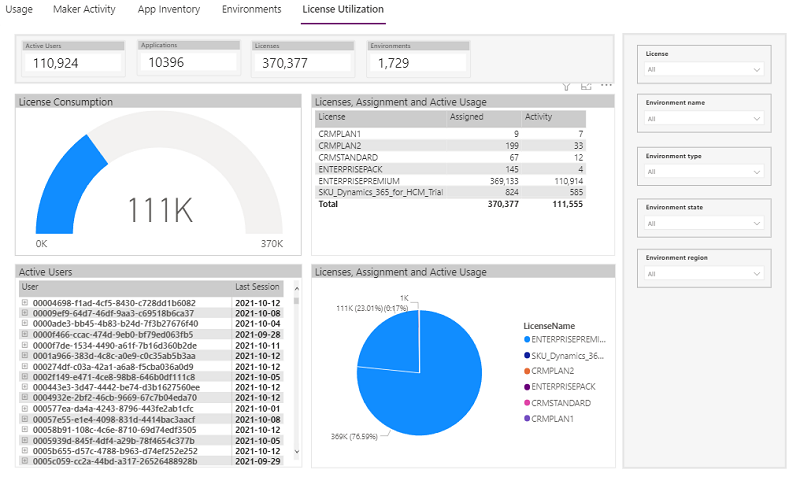 Usage Maker Activity App Inventory Environments License Utilization
Active Users Applications Licenses Environments
110,924 10396 370,377 1,729
License Consumption
111K
0K 370K
Licenses, Assignment and Active Usage
License Assigned Activity
CRMPLAN1 9 7
CRMPLAN2 199 33
CRMSTANDARD 67 12
ENTERPRISEPACK 145 4
ENTERPRISEPREMIUM 369,133 110,914
SKU_Dynamics_365_for_HCM_Trial 824 585
Total 370,377 111,555
Active Users
User Last Session
00004698-f1ad-4cf5-8430-c728dd1b6082 2021-10-12
0009ef69-64d7-46df-9aa3-c69518b6ca37 2021-10-08
000ade3-bb45-4b83-b24d-7f3b27676f40 2021-10-04
000f466-ccac-474d-9eb0-bf79ed063fb5 2021-09-28
000f7de-1534-4490-a61f-7b16d360b2de 2021-10-11
0001a966-383d-4c8c-a0e9-c0c35ab5b3aa 2021-10-12
000274df-c03a-42a1-a6a8-f5cba036a0d9 2021-10-12
0002f149-e471-4ce8-98b8-646b0df111c8 2021-10-05
000443e3-3d47-4442-be74-d3b1627560ee 2021-10-12
0004932e-2bf2-46cb-9669-67c7b04eda70 2021-10-12
000577ea-da4a-4243-8796-443fe2ab1cfc 2021-10-01
00057e55-e1e4-4098-831d-4414bac3aacf 2021-10-08
00058b91-108c-4c6e-8710-69d74edf3505 2021-10-12
0005939d-845f-4df4-a29b-78f4654c377b 2021-10-05
0005b655-d57c-4788-b963-d74ef252e252 2021-10-12
0005c059-cc2a-44bd-a317-26526488928b 2021-09-29
Licenses, Assignment and Active Usage
1K
111K (23.01%) (0.17%)
369K (76.59%)
LicenseName
ENTERPRISEPREMI...
SKU_Dynamics_36...
CRMPLAN2
ENTERPRISEPACK
CRMSTANDARD
CRMPLAN1
License
All
Environment name
All
Environment type
All
Environment state
All
Environment region
All